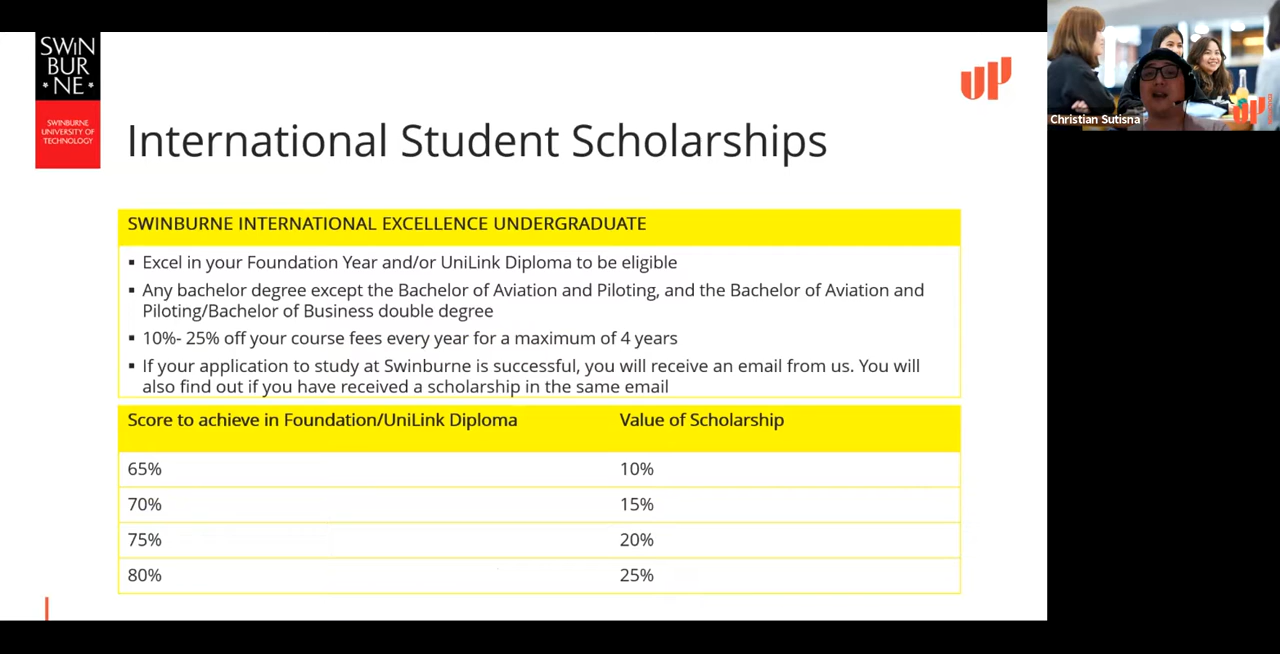 SWIN
BUR
* NE *
SWINBURNE
UNIVERSITY OF
TECHNOLOGY
UP
International Student Scholarships
SWINBURNE INTERNATIONAL EXCELLENCE UNDERGRADUATE
▪ Excel in your Foundation Year and/or UniLink Diploma to be eligible
▪ Any bachelor degree except the Bachelor of Aviation and Piloting, and the Bachelor of Aviation and
Piloting/Bachelor of Business double degree
▪ 10%- 25% off your course fees every year for a maximum of 4 years
▪ If your application to study at Swinburne is successful, you will receive an email from us. You will
also find out if you have received a scholarship in the same email
Score to achieve in Foundation/UniLink Diploma Value of Scholarship
65% 10%
70% 15%
75% 20%
80% 25%
Christian Sutisna
UP